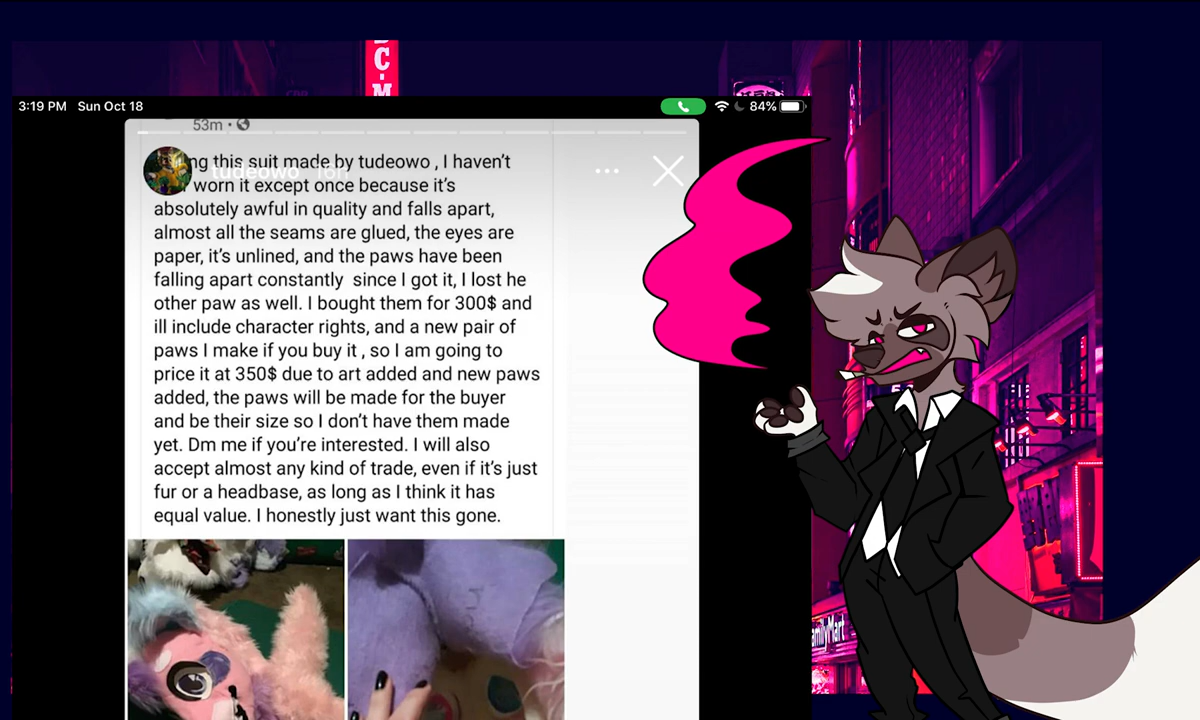 C
-
M
3:19 PM Sun Oct 18
84%
53m
tudeowo 16h
ng this suit made by tudeowo , I haven't
worn it except once because it's
absolutely awful in quality and falls apart,
almost all the seams are glued, the eyes are
paper, it's unlined, and the paws have been
falling apart constantly since I got it, I lost he
other paw as well. I bought them for 300$ and
ill include character rights, and a new pair of
paws I make if you buy it , so I am going to
price it at 350$ due to art added and new paws
added, the paws will be made for the buyer
and be their size so I don't have them made
yet. Dm me if you're interested. I will also
accept almost any kind of trade, even if it's just
fur or a headbase, as long as I think it has
equal value. I honestly just want this gone.
amilyMart